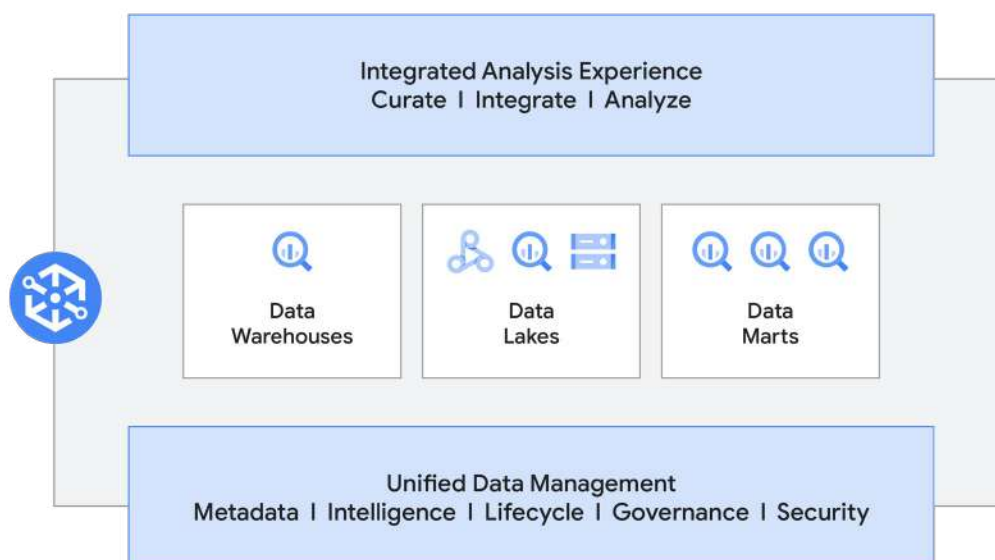 Integrated Analysis Experience
Curate I Integrate I Analyze
Data
Warehouses
Data
Lakes
Data
Marts
Unified Data Management
Metadata I Intelligence I Lifecycle I Governance I Security